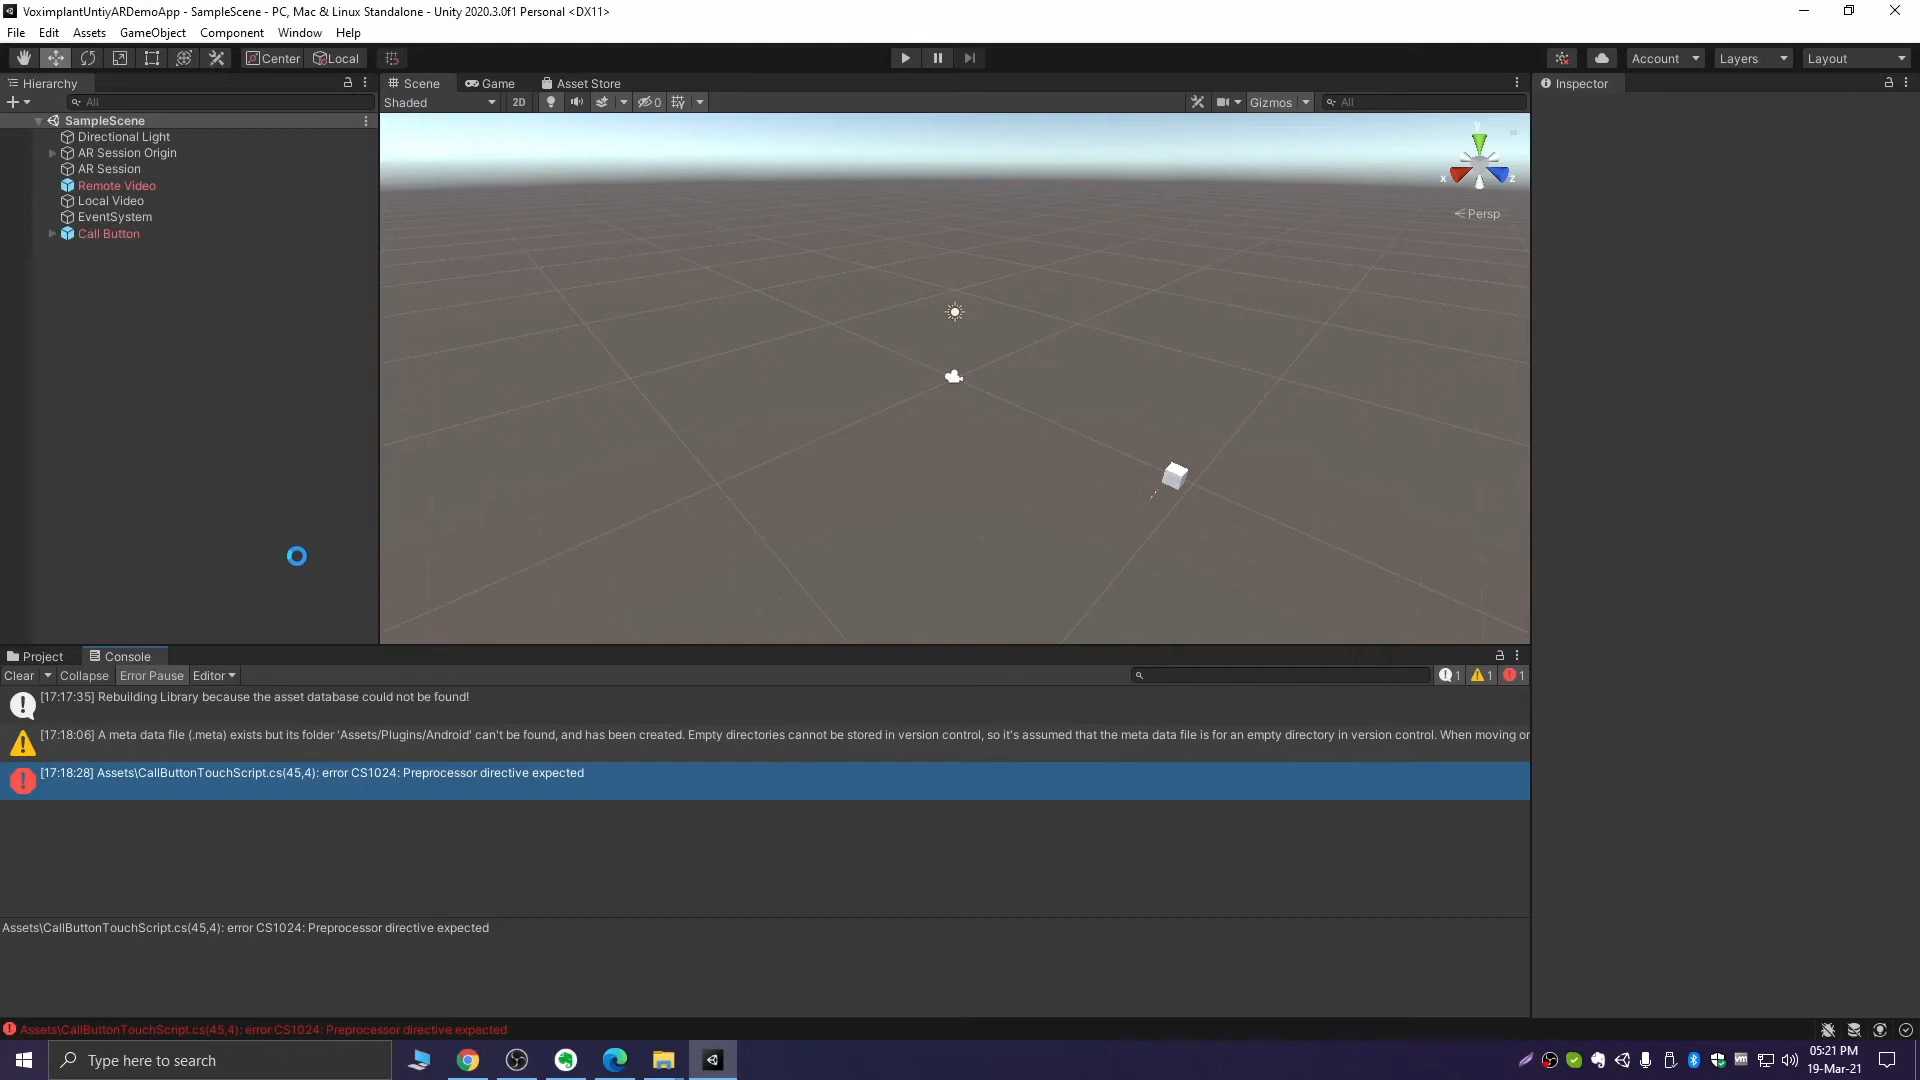 VoximplantUntiyARDemoApp - SampleScene - PC, Mac & Linux Standalone - Unity 2020.3.0f1 Personal <DX11>
File Edit Assets GameObject Component Window Help
Center Local Account Layers Layout
Hierarchy Scene Game Asset Store Inspector
All Shaded 2D 0 Gizmos All
SampleScene
Directional Light
AR Session Origin
AR Session
Remote Video
Local Video
EventSystem
Call Button
y
x z
Persp
Project Console
Clear Collapse Error Pause Editor 1 1 1
[17:17:35] Rebuilding Library because the asset database could not be found!
[17:18:06] A meta data file (.meta) exists but its folder 'Assets/Plugins/Android' can't be found, and has been created. Empty directories cannot be stored in version control, so it's assumed that the meta data file is for an empty directory in version control. When moving or
[17:18:28] Assets\CallButtonTouchScript.cs(45,4): error CS1024: Preprocessor directive expected
Assets\CallButtonTouchScript.cs(45,4): error CS1024: Preprocessor directive expected
Assets\CallButtonTouchScript.cs(45,4): error CS1024: Preprocessor directive expected
Type here to search
05:21 PM
19-Mar-21